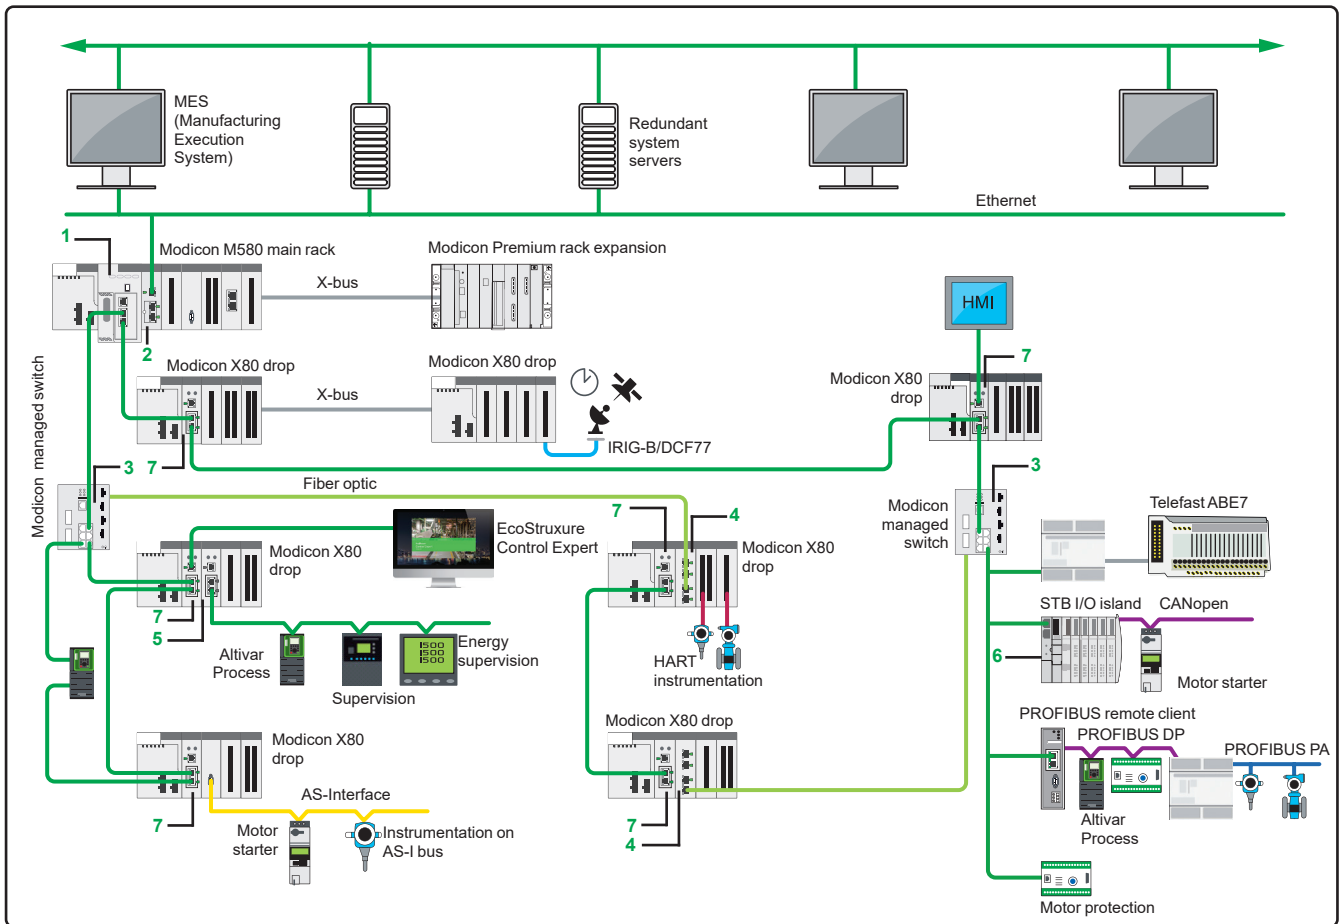 MES
(Manufacturing
Execution
System)
Redundant
system
servers
Ethernet
1
Modicon M580 main rack
Modicon Premium rack expansion
X-bus
HMI
2
7
Modicon X80 drop
Modicon X80 drop
Modicon X80
drop
X-bus
IRIG-B/DCF77
Modicon managed switch
3
7
3
Fiber optic
Modicon
managed
switch
Telefast ABE7
7
4
EcoStruxure
Control Expert
Modicon X80
drop
Modicon X80
drop
7
5
STB I/O island
CANopen
6
Altivar
Process
1500
1500
1500
Energy
supervision
Supervision
HART
instrumentation
Motor starter
PROFIBUS remote client
PROFIBUS DP
PROFIBUS PA
Modicon X80
drop
Modicon X80 drop
7
AS-Interface
7
4
Motor
starter
Instrumentation on
AS-I bus
Altivar
Process
Motor protection